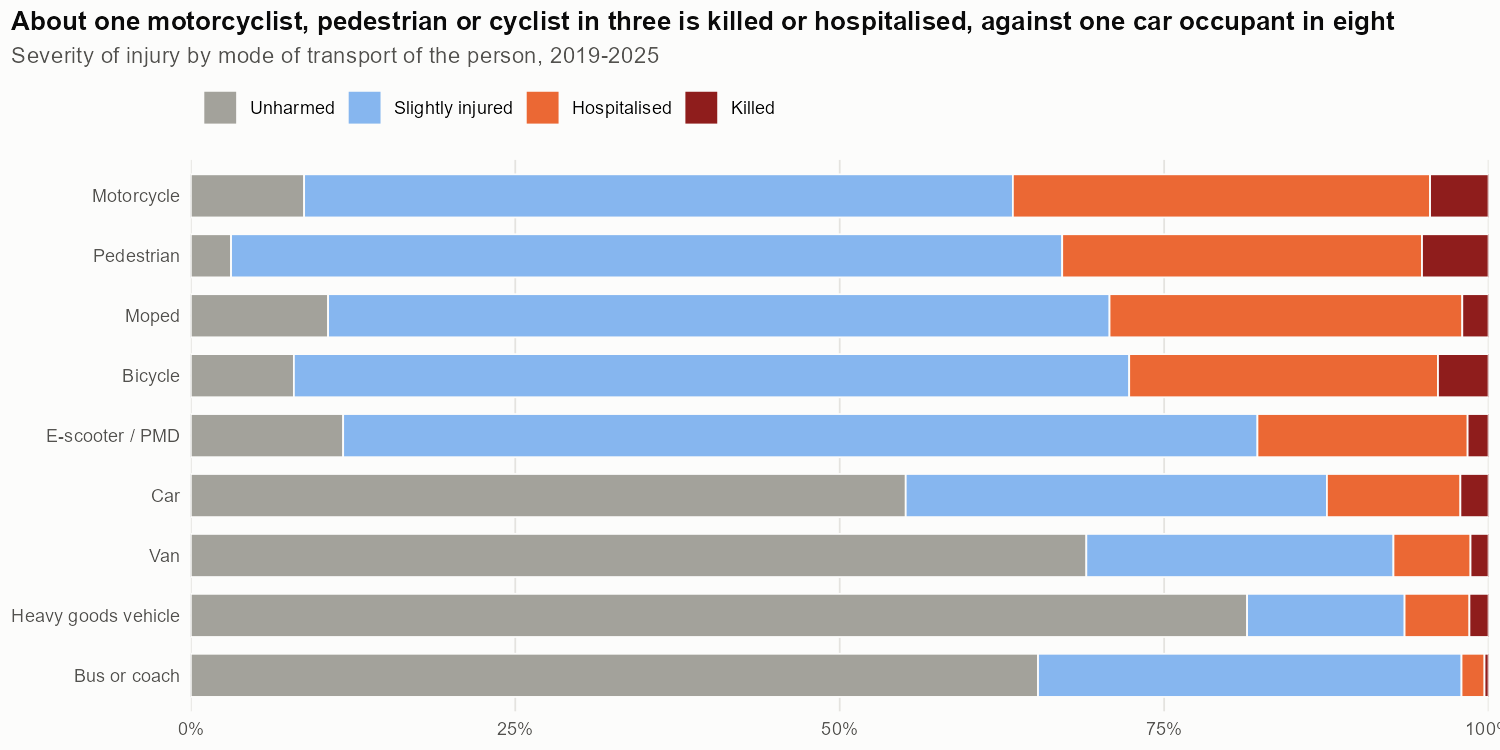 About one motorcyclist, pedestrian or cyclist in three is killed or hospitalised, against one car occupant in eight
Severity of injury by mode of transport of the person, 2019-2025
Unharmed Slightly injured Hospitalised Killed
Motorcycle
Pedestrian
Moped
Bicycle
E-scooter / PMD
Car
Van
Heavy goods vehicle
Bus or coach
0% 25% 50% 75% 100%